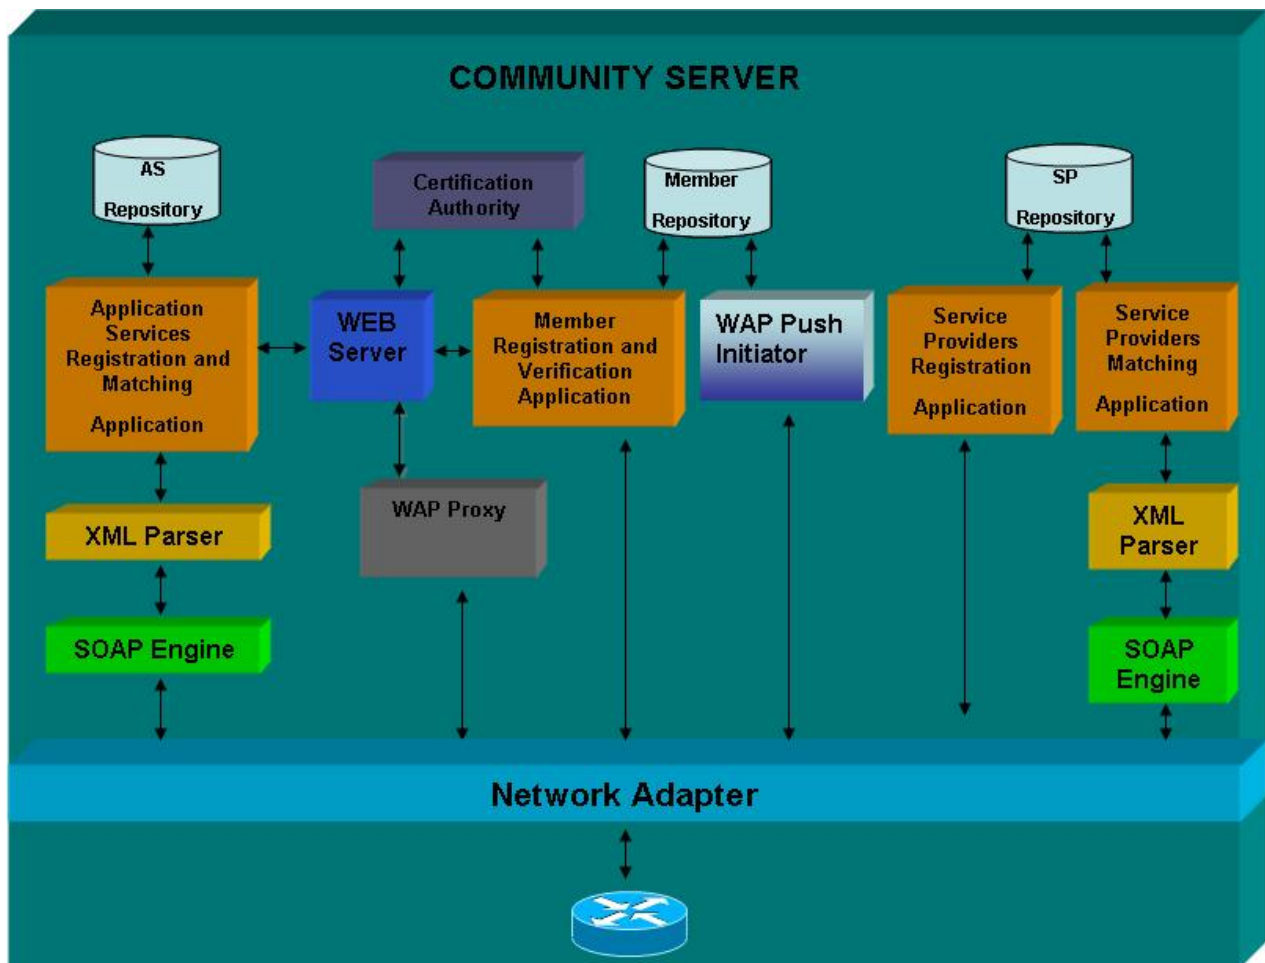 COMMUNITY SERVER
AS
Repository
Certification
Authority
Member
Repository
SP
Repository
Application
Services
Registration and
Matching
Application
WEB
Server
Member
Registration and
Verification
Application
WAP Push
Initiator
Service
Providers
Registration
Application
Service
Providers
Matching
Application
WAP Proxy
XML Parser
XML
Parser
SOAP Engine
SOAP
Engine
Network Adapter